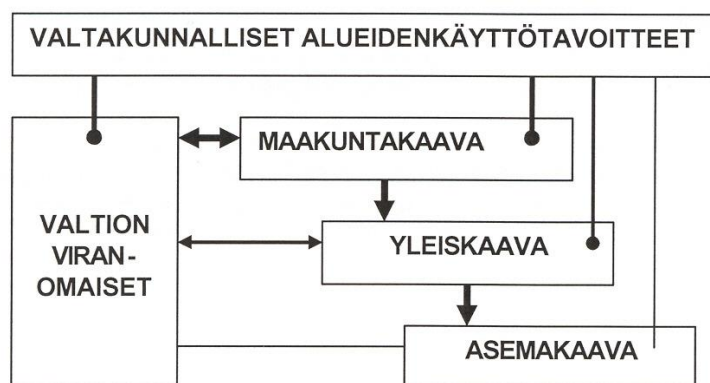 VALTAKUNNALLISET ALUEIDENKÄYTTÖTAVOITTEET
MAAKUNTAKAAVA
VALTION
VIRAN-
OMAISET
YLEISKAAVA
ASEMAKAAVA